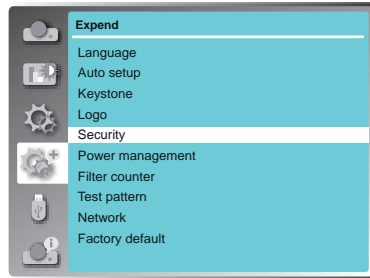 Expend
Language
Auto setup
Keystone
Logo
Security
Power management
Filter counter
Test pattern
Network
Factory default